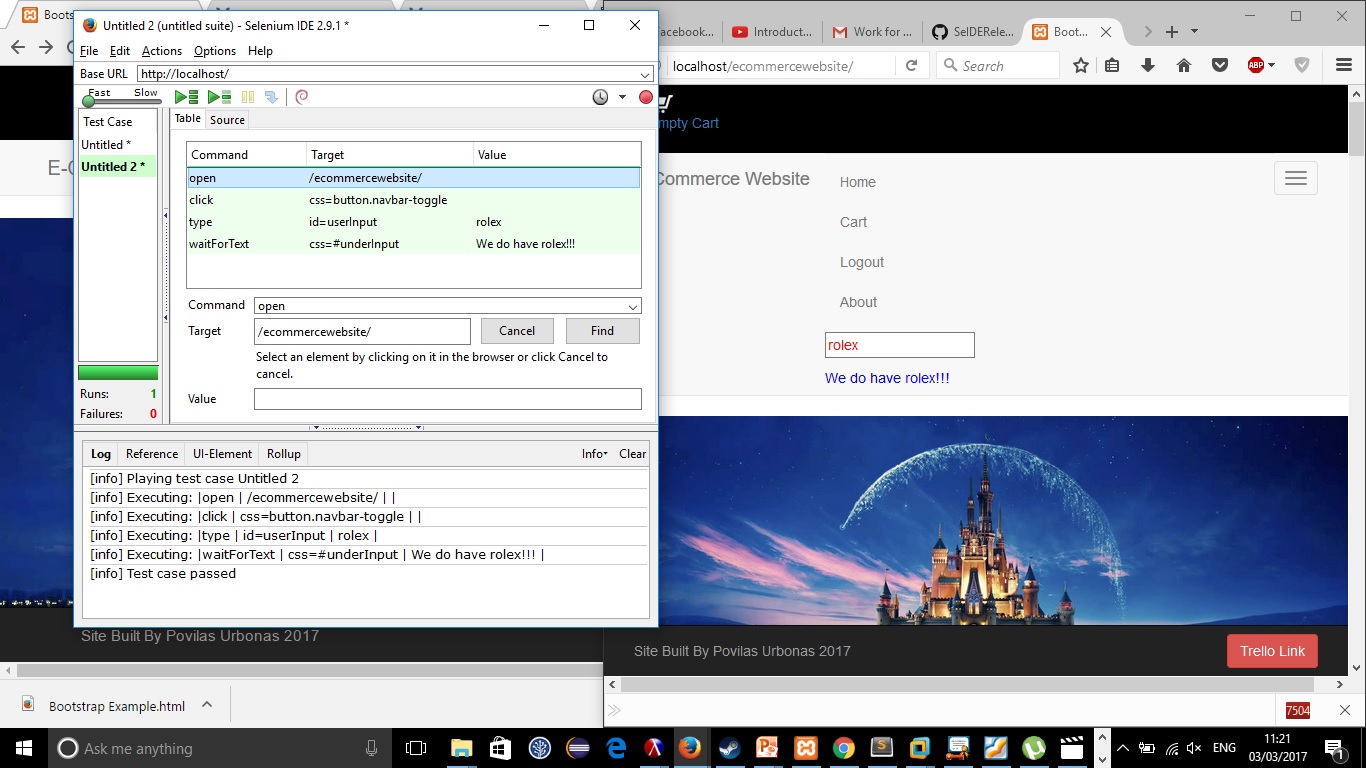 Boots
Untitled 2 (untitled suite) - Selenium IDE 2.9.1 *
File Edit Actions Options Help
Base URL http://localhost/
Fast Slow
Test Case
Untitled *
Untitled 2 *
Table Source
Command Target Value
open /ecommercewebsite/
click css=button.navbar-toggle
type id=userInput rolex
waitForText css=#underInput We do have rolex!!!
Command open
Target /ecommercewebsite/ Cancel Find
Select an element by clicking on it in the browser or click Cancel to
cancel.
Value
Runs: 1
Failures: 0
Log Reference UI-Element Rollup Info Clear
[info] Playing test case Untitled 2
[info] Executing: |open | /ecommercewebsite/ | |
[info] Executing: |click | css=button.navbar-toggle | |
[info] Executing: |type | id=userInput | rolex |
[info] Executing: |waitForText | css=#underInput | We do have rolex!!! |
[info] Test case passed
E-C
Site Built By Povilas Urbonas 2017
Bootstrap Example.html
acebook... Introduct... Work for ... SelDERele... Boot...
localhost/ecommercewebsite/ Search ABP
mpty Cart
Commerce Website
Home
Cart
Logout
About
rolex
We do have rolex!!!
Site Built By Povilas Urbonas 2017 Trello Link
7504
Ask me anything
ENG 11:21
03/03/2017
1